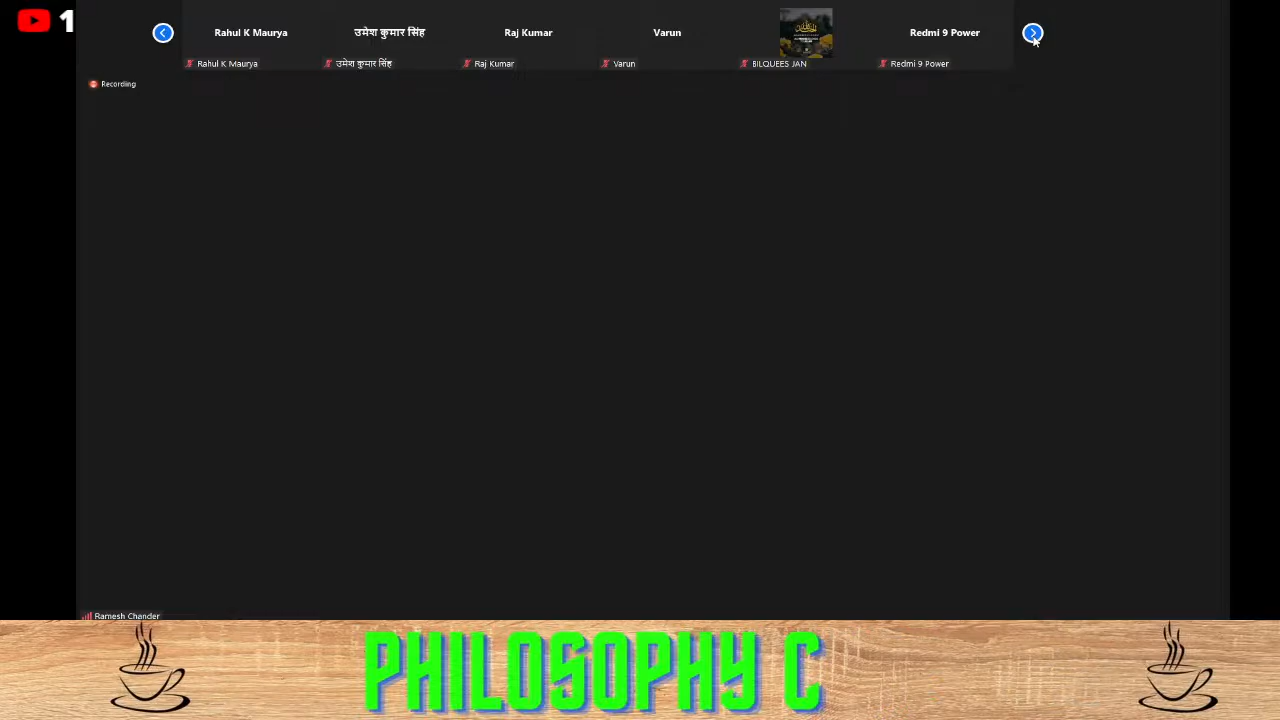 1
Rahul K Maurya
उमेश कुमार सिंह
Raj Kumar
Varun
Redmi 9 Power
Rahul K Maurya
उमेश कुमार सिंह
Raj Kumar
Varun
BILQUEES JAN
Redmi 9 Power
Recording
Ramesh Chander
PHILOSOPHY C